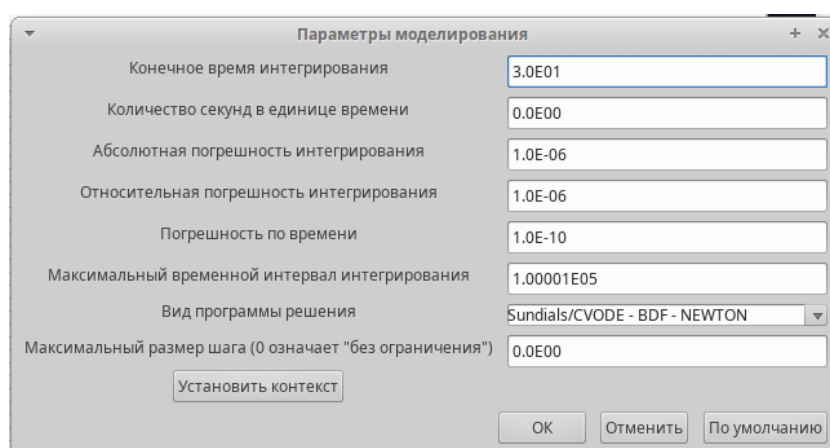 Параметры моделирования
Конечное время интегрирования 3.0E01
Количество секунд в единице времени 0.0E00
Абсолютная погрешность интегрирования 1.0E-06
Относительная погрешность интегрирования 1.0E-06
Погрешность по времени 1.0E-10
Максимальный временной интервал интегрирования 1.00001E05
Вид программы решения Sundials/CVODE - BDF - NEWTON
Максимальный размер шага (0 означает "без ограничения") 0.0E00
Установить контекст
ОК Отменить По умолчанию